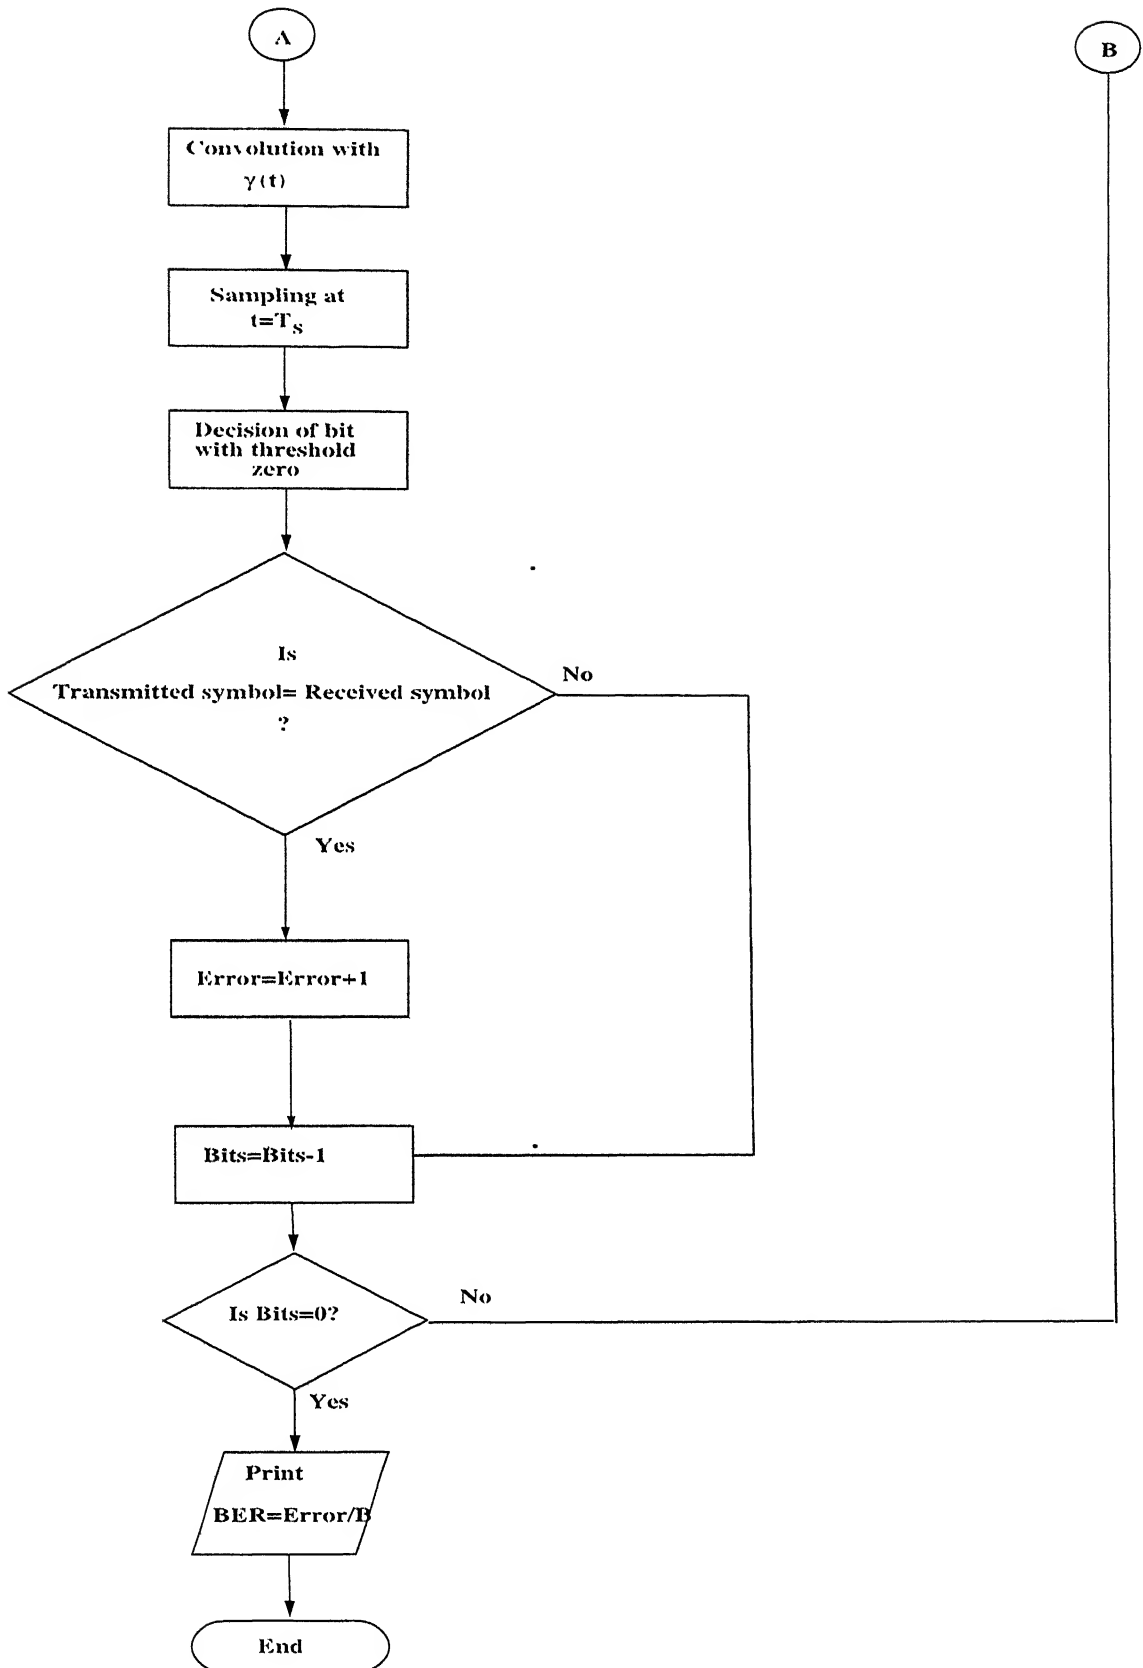 A
B
Convolution with
γ(t)
Sampling at
t=Ts
Decision of bit
with threshold
zero
Is
Transmitted symbol= Received symbol
?
No
Yes
Error=Error+1
Bits=Bits-1
Is Bits=0?
No
Yes
Print
BER=Error/B
End